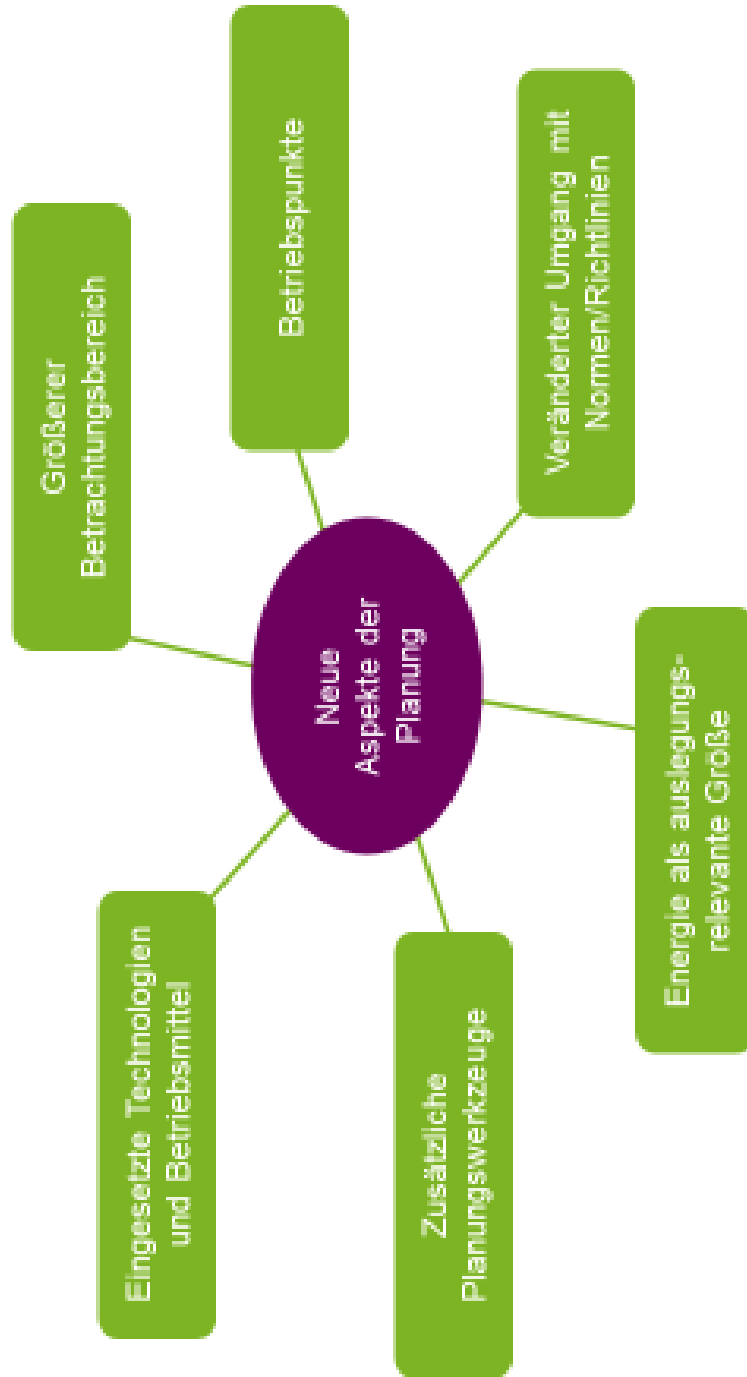 Größerer
Betrachtungsbereich
Eingesetzte Technologien
und Betriebsmittel
Betriebspunkte
Neue
Aspekte der
Planung
Zusätzliche
Planungswerkzeuge
Veränderter Umgang mit
Normen/Richtlinien
Energie als auslegungs-
relevante Größe